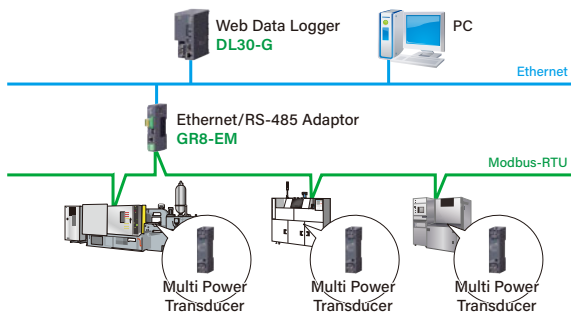 Web Data Logger
DL30-G
PC
Ethernet
Ethernet/RS-485 Adaptor
GR8-EM
Modbus-RTU
Multi Power
Transducer
Multi Power
Transducer
Multi Power
Transducer